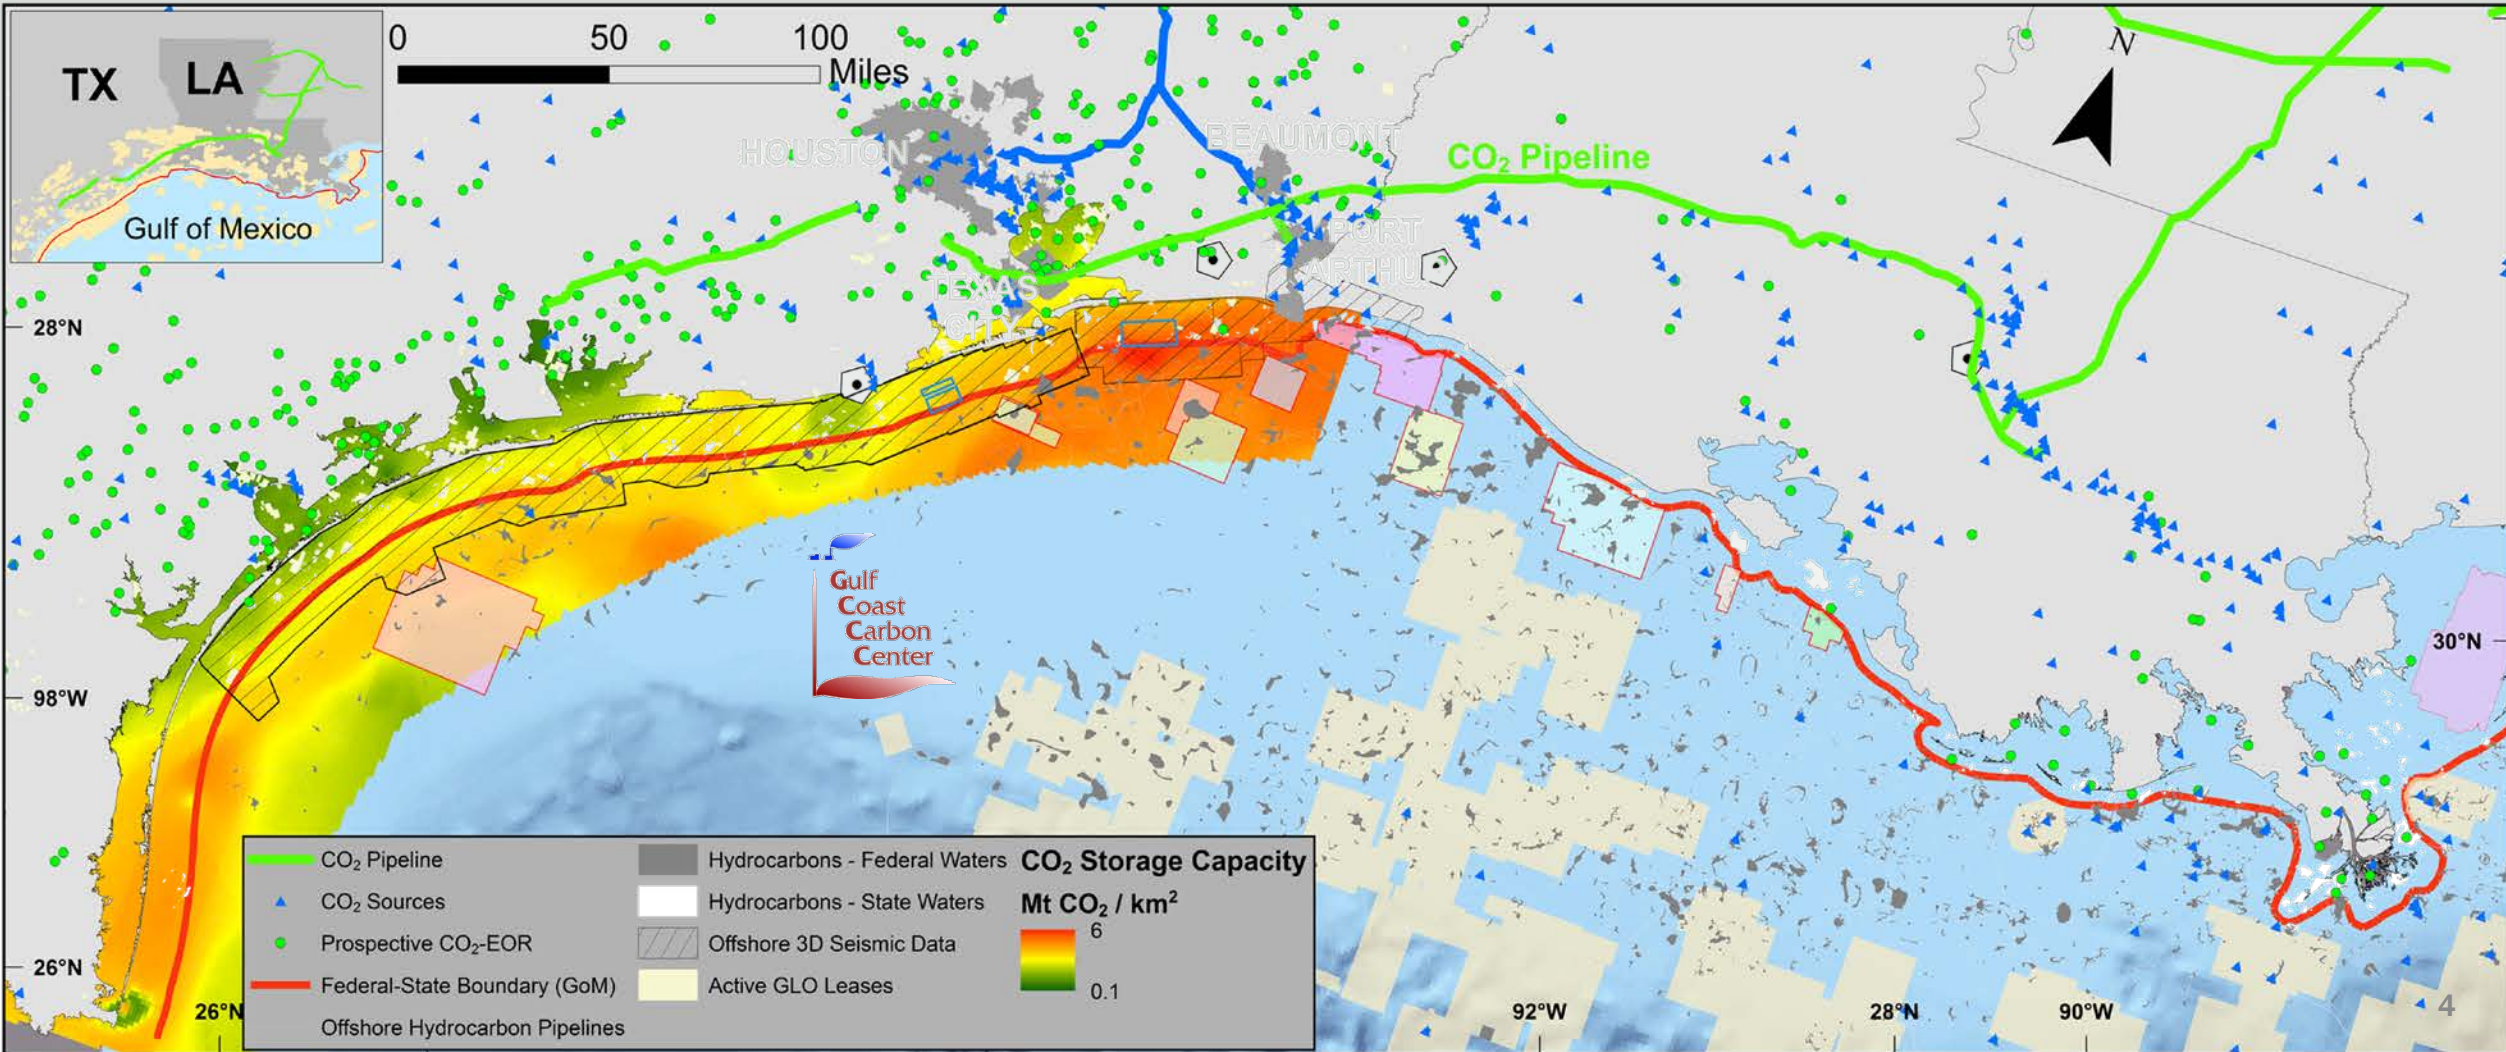 TX
LA
Gulf of Mexico
0
50
100
Miles
HOUSTON
BEAUMONT
PORT
ARTHU
TEXAS
CITY
CO₂ Pipeline
N
28°N
98°W
26°N
26°N
30°N
92°W
28°N
90°W
Gulf
Coast
Carbon
Center
CO₂ Pipeline
CO₂ Sources
Prospective CO₂-EOR
Federal-State Boundary (GoM)
Offshore Hydrocarbon Pipelines
Hydrocarbons - Federal Waters
Hydrocarbons - State Waters
Offshore 3D Seismic Data
Active GLO Leases
CO₂ Storage Capacity
Mt CO₂ / km²
6
0.1
4